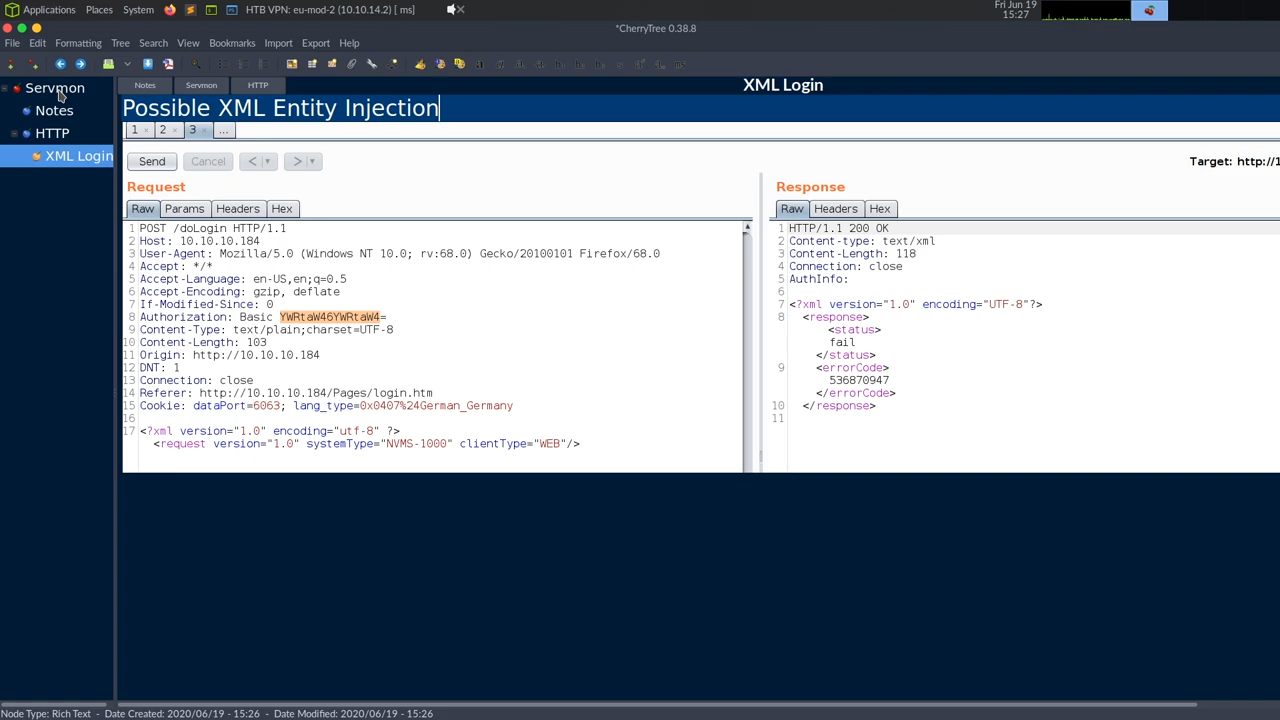 Applications Places System HTB VPN: eu-mod-2 (10.10.14.2) [ ms] Fri Jun 19
15:27
*CherryTree 0.38.8
File Edit Formatting Tree Search View Bookmarks Import Export Help
Servmon
Notes
HTTP
XML Login
Notes Servmon HTTP XML Login
Possible XML Entity Injection
1 × 2 × 3 × ...
Send Cancel < > Target: http://1
Request
Raw Params Headers Hex
1 POST /doLogin HTTP/1.1
2 Host: 10.10.10.184
3 User-Agent: Mozilla/5.0 (Windows NT 10.0; rv:68.0) Gecko/20100101 Firefox/68.0
4 Accept: */*
5 Accept-Language: en-US,en;q=0.5
6 Accept-Encoding: gzip, deflate
7 If-Modified-Since: 0
8 Authorization: Basic YWRtaW46YWRtaW4=
9 Content-Type: text/plain;charset=UTF-8
10 Content-Length: 103
11 Origin: http://10.10.10.184
12 DNT: 1
13 Connection: close
14 Referer: http://10.10.10.184/Pages/login.htm
15 Cookie: dataPort=6063; lang_type=0x0407%24German_Germany
16
17 <?xml version="1.0" encoding="utf-8" ?>
<request version="1.0" systemType="NVMS-1000" clientType="WEB"/>
Response
Raw Headers Hex
1 HTTP/1.1 200 OK
2 Content-type: text/xml
3 Content-Length: 118
4 Connection: close
5 AuthInfo:
6
7 <?xml version="1.0" encoding="UTF-8"?>
8 <response>
<status>
fail
</status>
9 <errorCode>
536870947
</errorCode>
10 </response>
11
Node Type: Rich Text - Date Created: 2020/06/19 - 15:26 - Date Modified: 2020/06/19 - 15:26